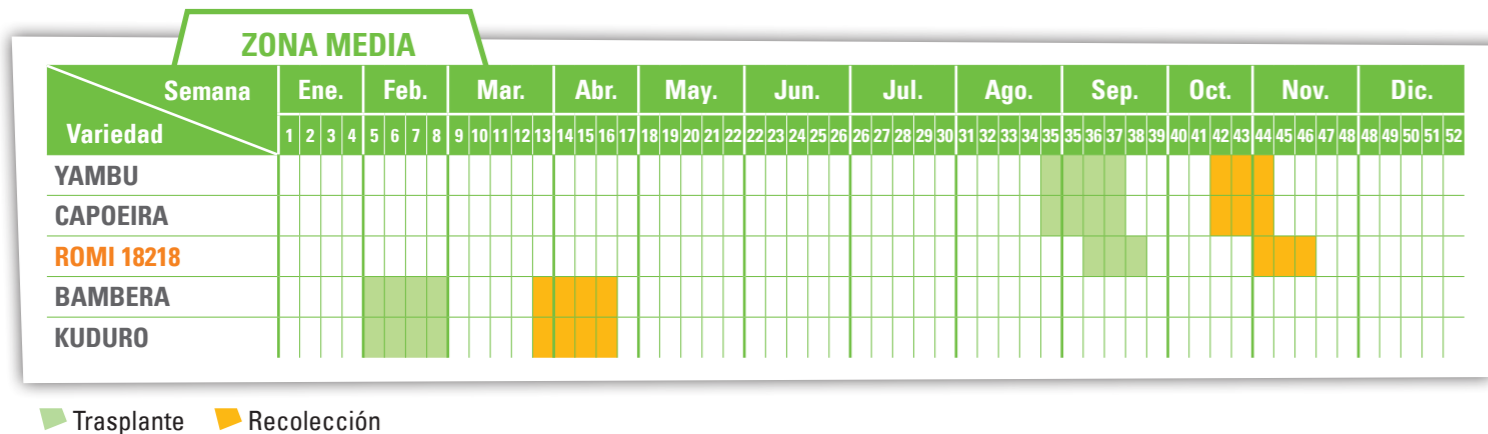 ZONA MEDIA
Semana Ene. Feb. Mar. Abr. May. Jun. Jul. Ago. Sep. Oct. Nov. Dic.
Variedad 1 2 3 4 5 6 7 8 9 10 11 12 13 14 15 16 17 18 19 20 21 22 22 23 24 25 26 26 27 28 29 30 31 32 33 34 35 35 36 37 38 39 40 41 42 43 44 45 46 47 48 48 49 50 51 52
YAMBU
CAPOEIRA
ROMI 18218
BAMBERA
KUDURO
Trasplante Recolección